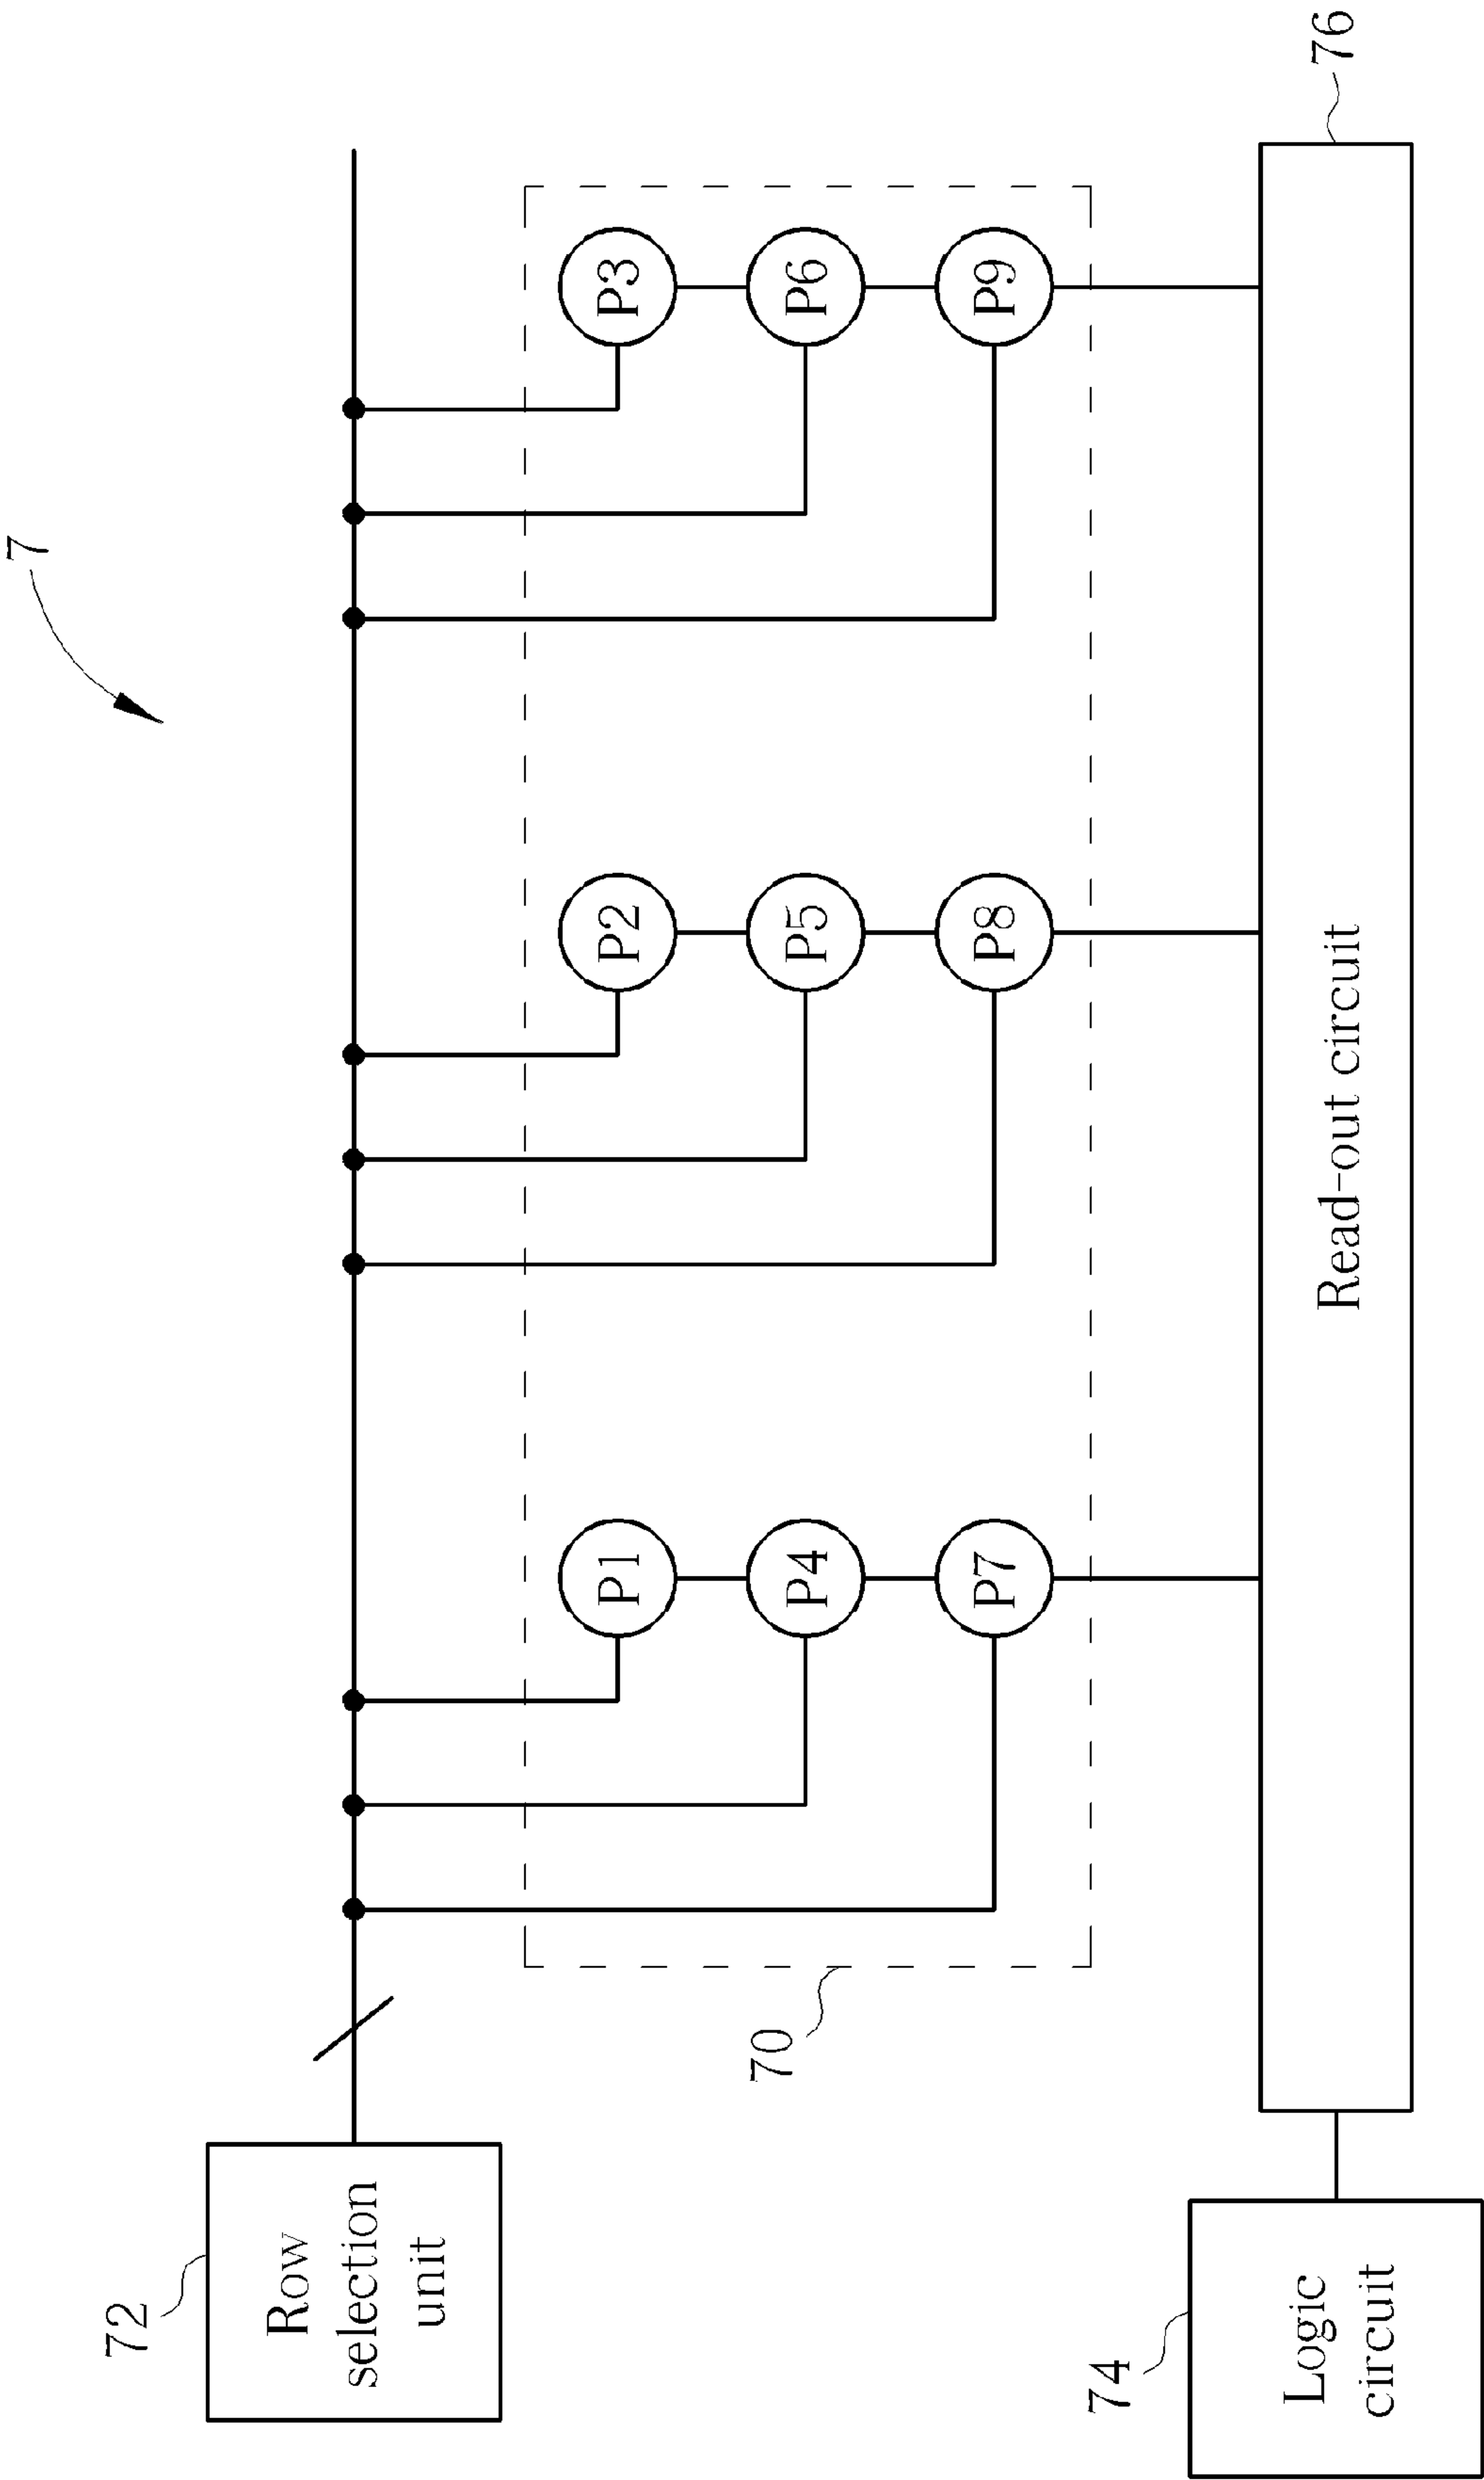 7
72
Row
selection
unit
P1
P2
P3
P4
P5
P6
P7
P8
P9
70
74
Logic
circuit
Read-out circuit
76